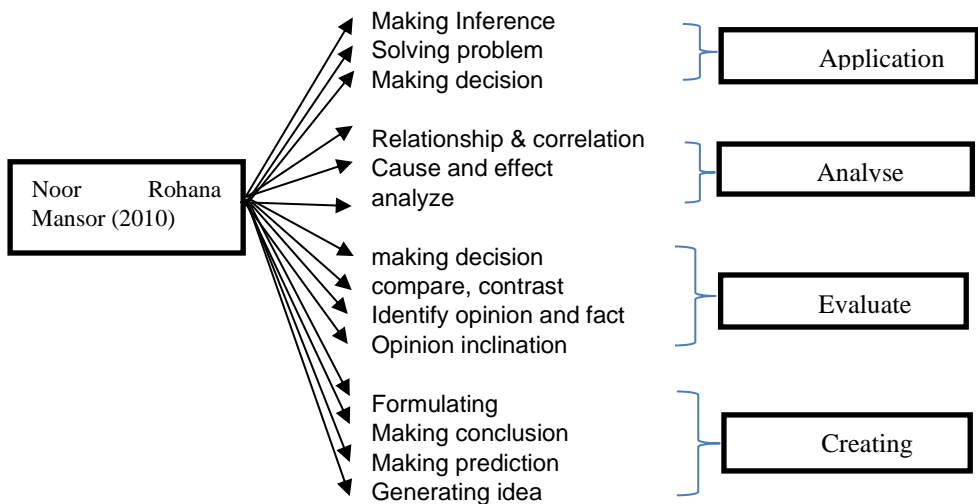 Making Inference
Solving problem
Making decision
Application
Relationship & correlation
Cause and effect
analyze
Analyse
Noor Rohana
Mansor (2010)
making decision
compare, contrast
Identify opinion and fact
Opinion inclination
Evaluate
Formulating
Making conclusion
Making prediction
Generating idea
Creating